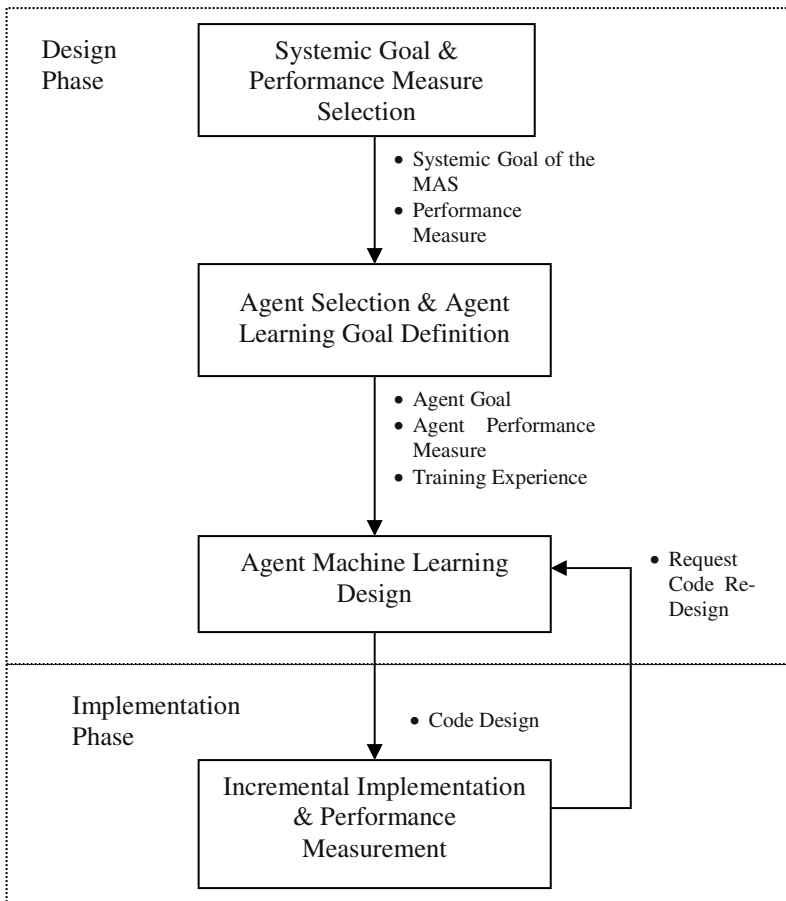 Design
Phase
Systemic Goal &
Performance Measure
Selection
• Systemic Goal of the
MAS
• Performance
Measure
Agent Selection & Agent
Learning Goal Definition
• Agent Goal
• Agent Performance
Measure
• Training Experience
Agent Machine Learning
Design
• Request
Code Re-
Design
Implementation
Phase
• Code Design
Incremental Implementation
& Performance
Measurement